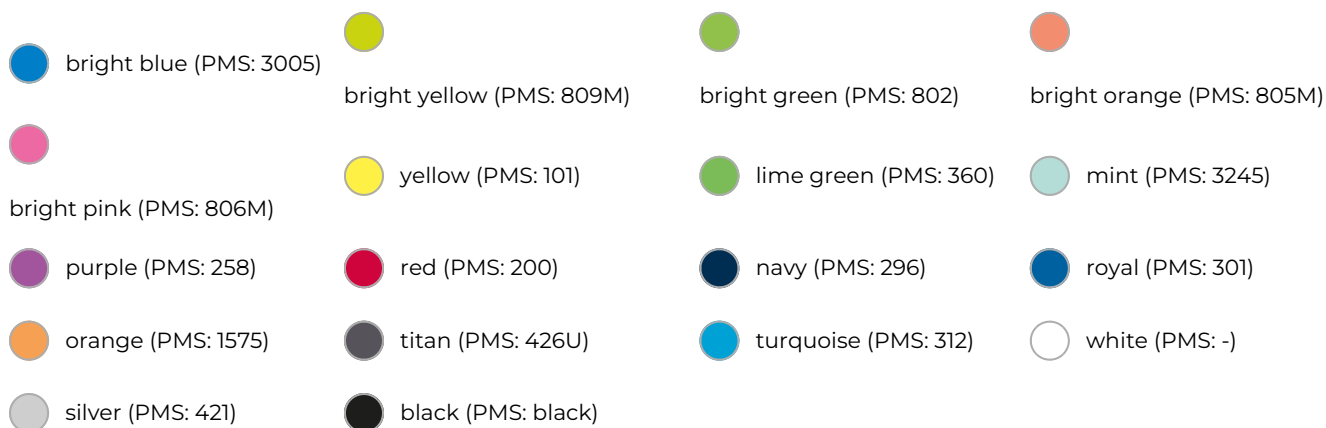 bright blue (PMS: 3005)
bright yellow (PMS: 809M)
bright green (PMS: 802)
bright orange (PMS: 805M)
bright pink (PMS: 806M)
yellow (PMS: 101)
lime green (PMS: 360)
mint (PMS: 3245)
purple (PMS: 258)
red (PMS: 200)
navy (PMS: 296)
royal (PMS: 301)
orange (PMS: 1575)
titan (PMS: 426U)
turquoise (PMS: 312)
white (PMS: -)
silver (PMS: 421)
black (PMS: black)